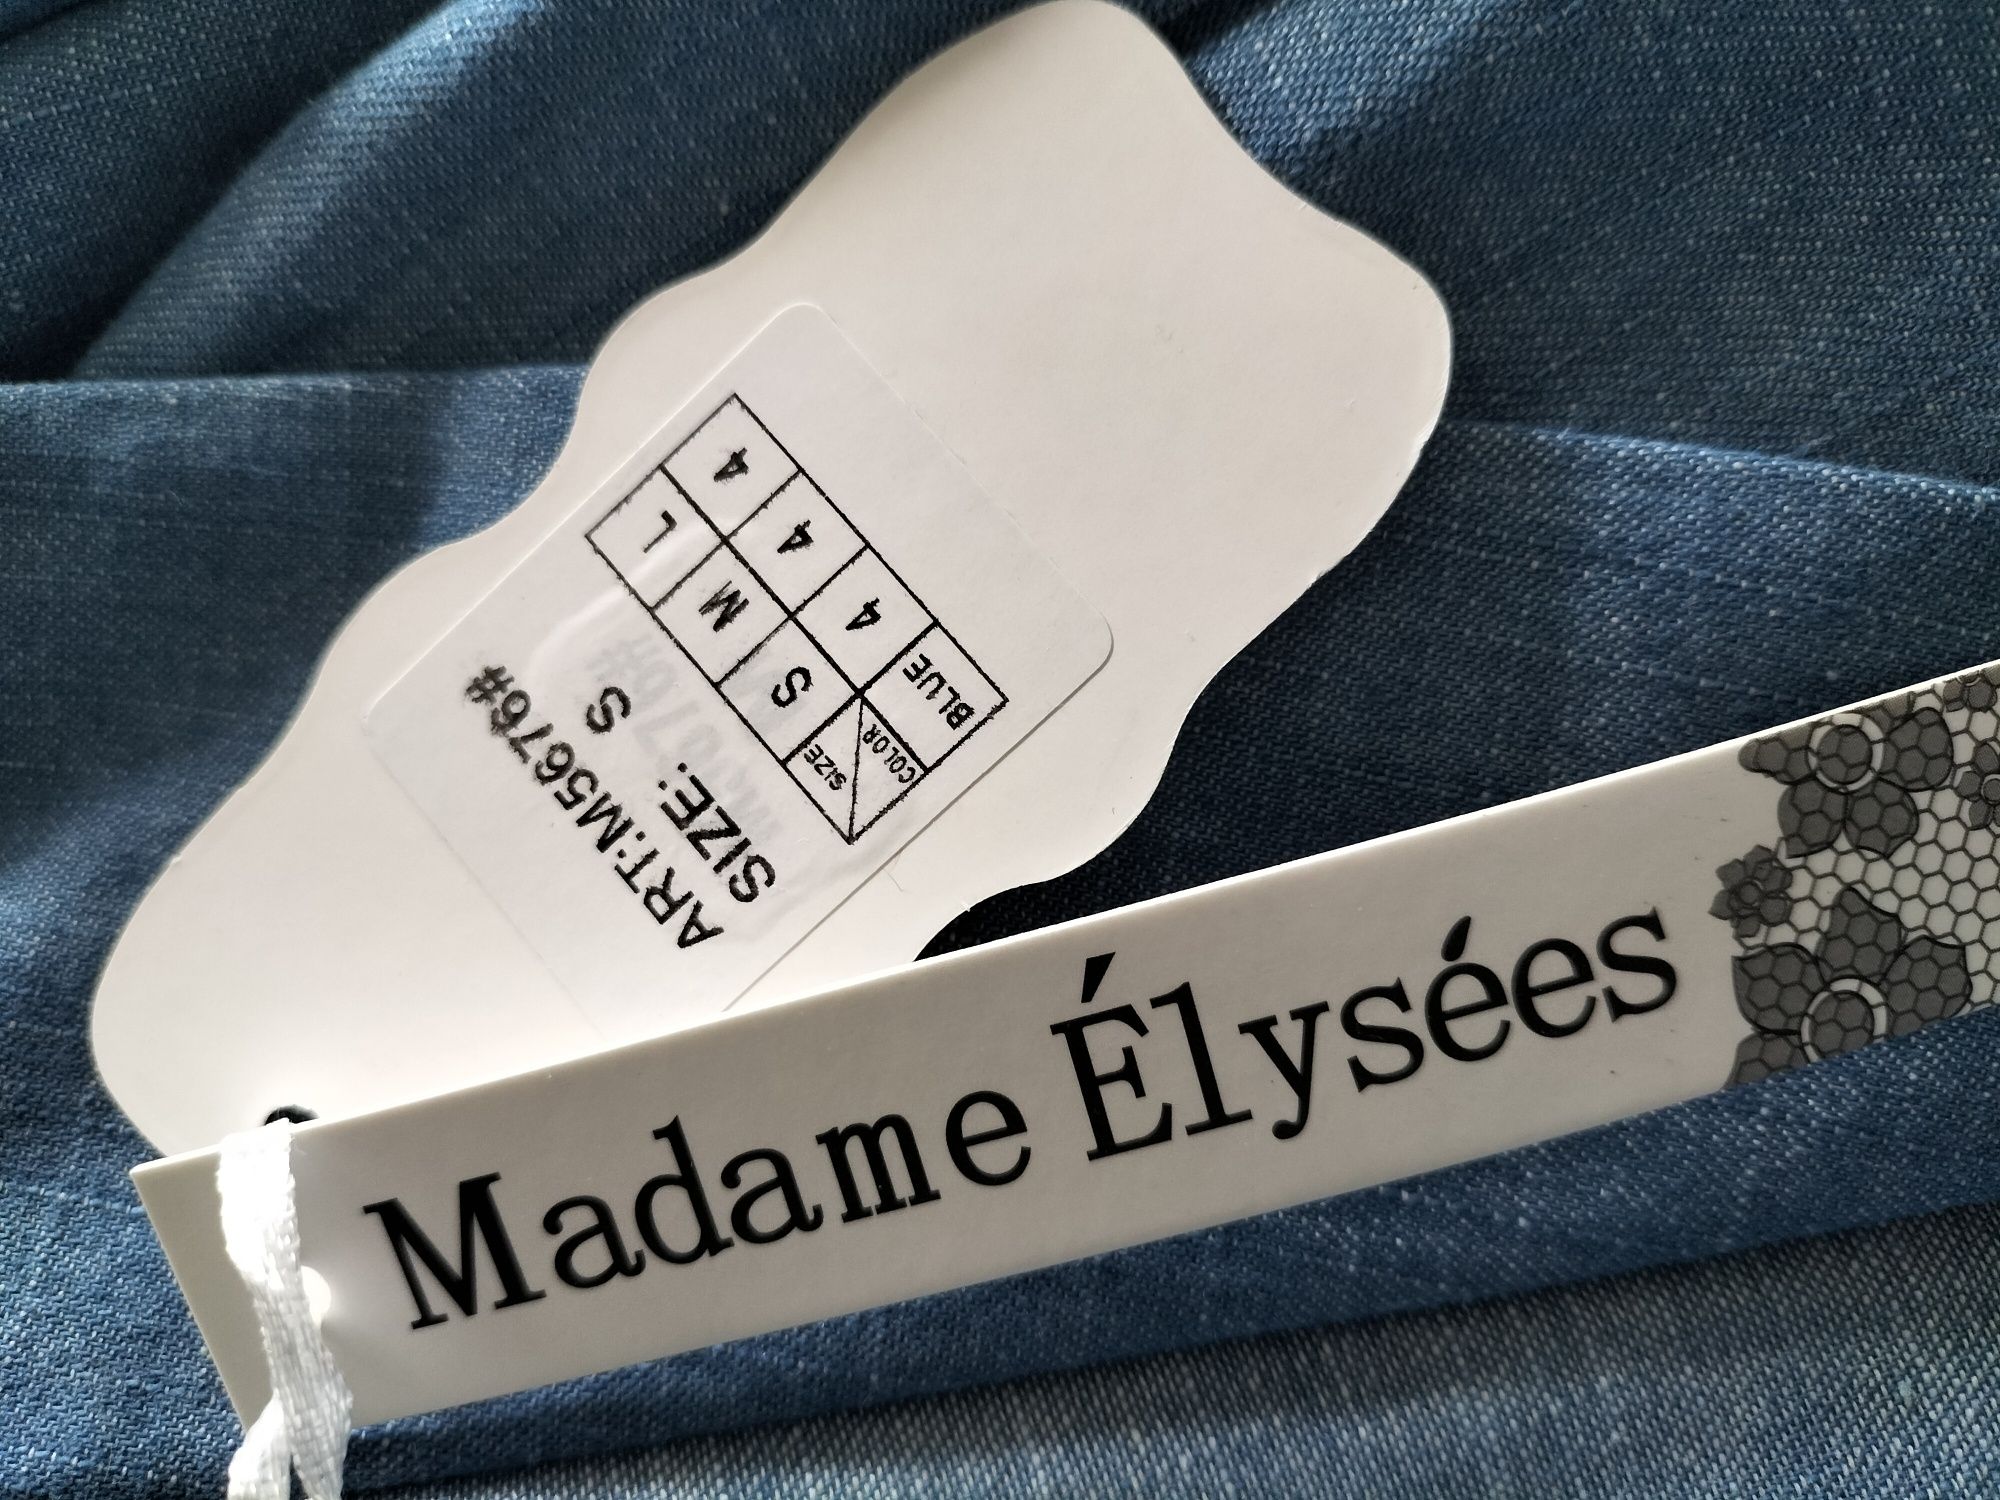 Madame Élysées
ART:M5676#
SIZE: S
SIZE COLOR S M L
BLUE 4 4 4